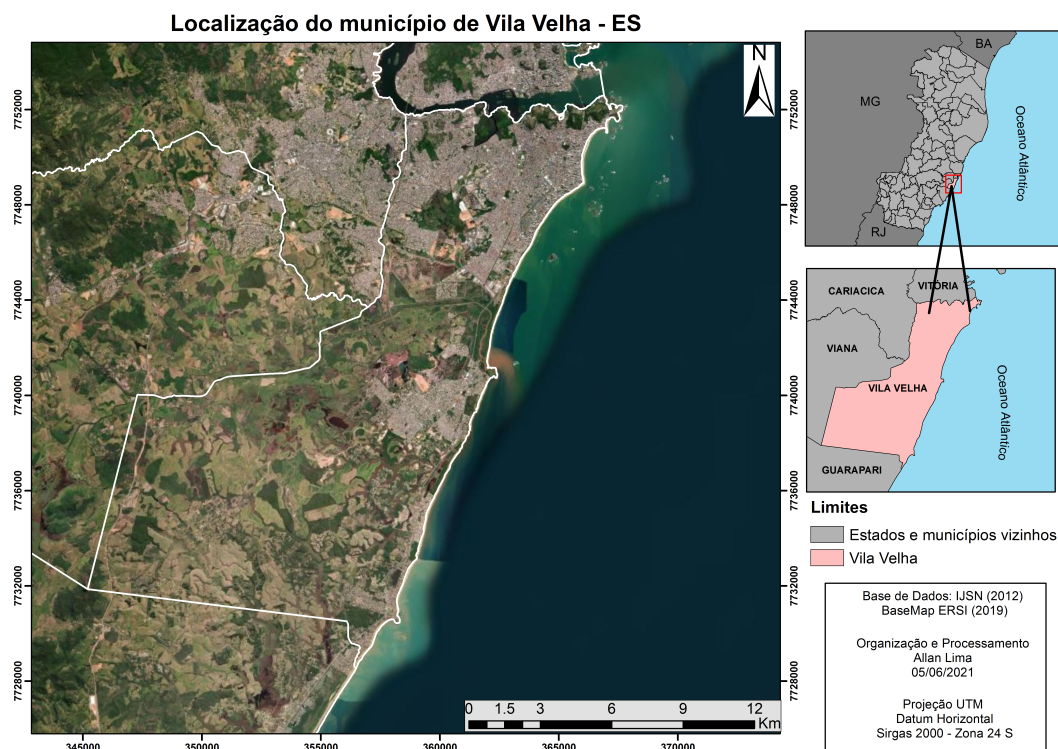 Localização do município de Vila Velha - ES
N
7752000
7748000
7744000
7740000
7736000
7732000
7728000
7752000
7748000
7744000
7740000
7736000
7732000
7728000
345000
350000
355000
360000
365000
370000
0 1.5 3 6 9 12
Km
BA
MG
RJ
Oceano Atlântico
CARIACICA
VITÓRIA
VIANA
VILA VELHA
GUARAPARI
Oceano Atlântico
Limites
Estados e municípios vizinhos
Vila Velha
Base de Dados: IJSN (2012)
BaseMap ERSI (2019)
Organização e Processamento
Allan Lima
05/06/2021
Projeção UTM
Datum Horizontal
Sirgas 2000 - Zona 24 S